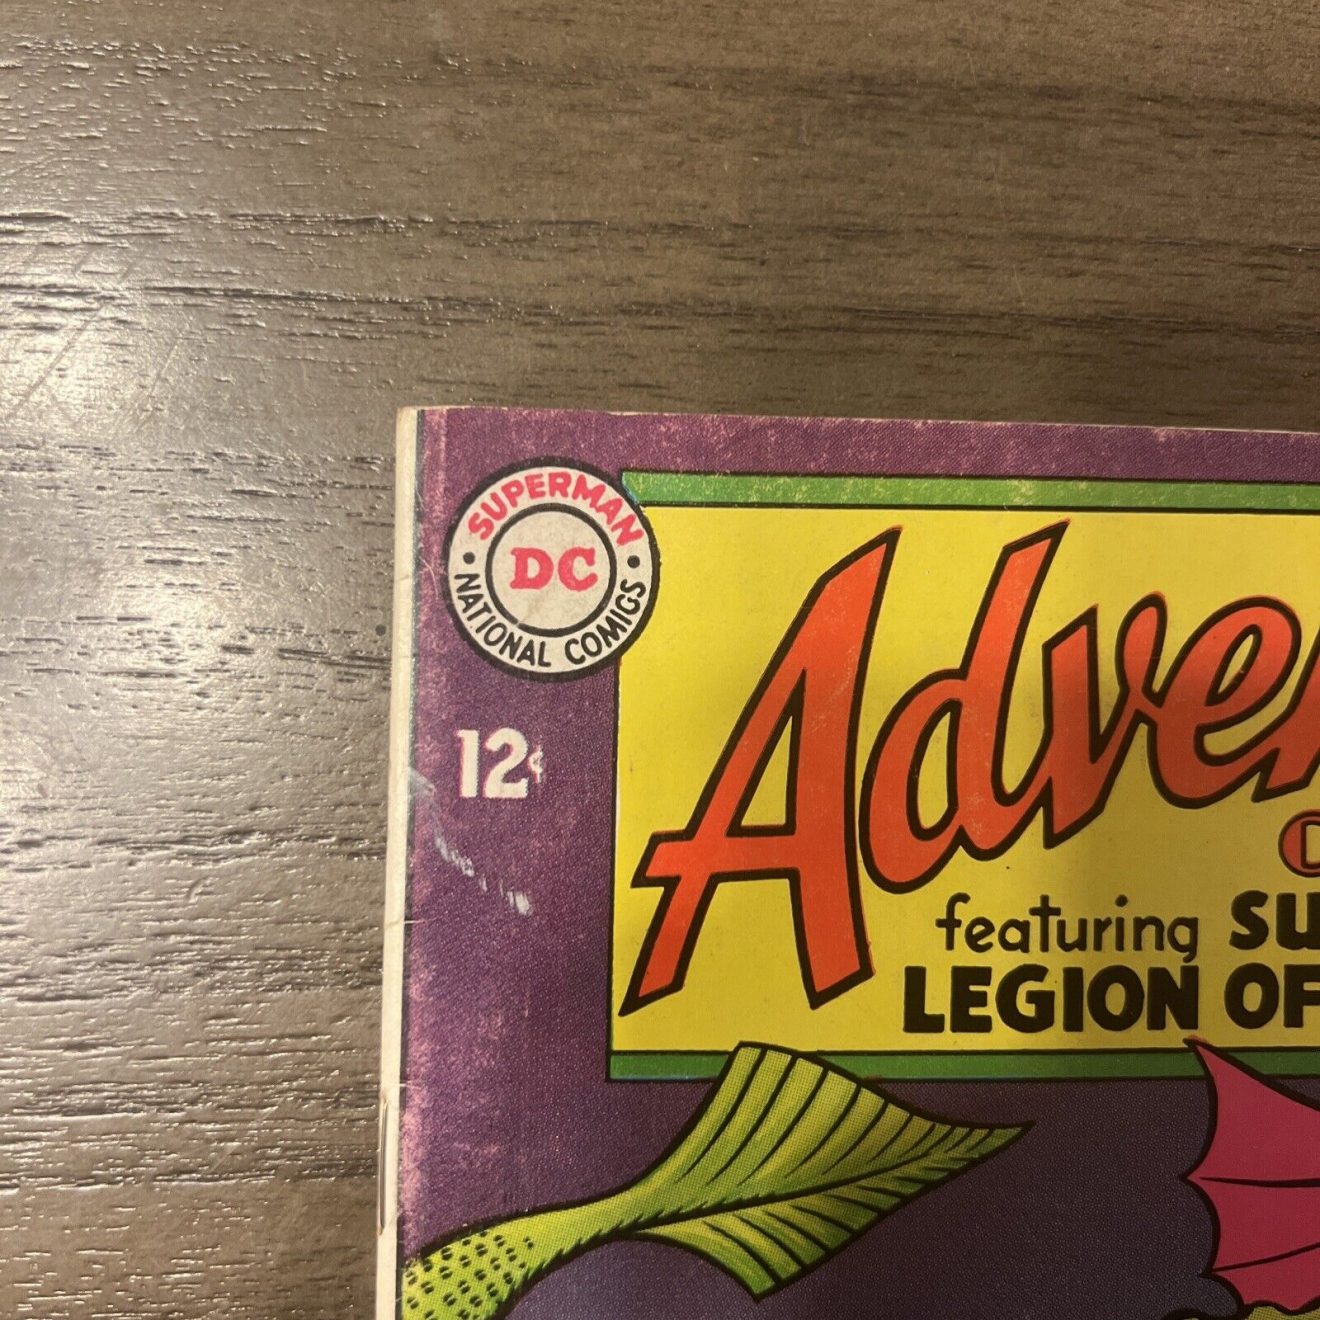 SUPERMAN
DC
NATIONAL COMICS
12¢
Adve
featuring SU
LEGION OF